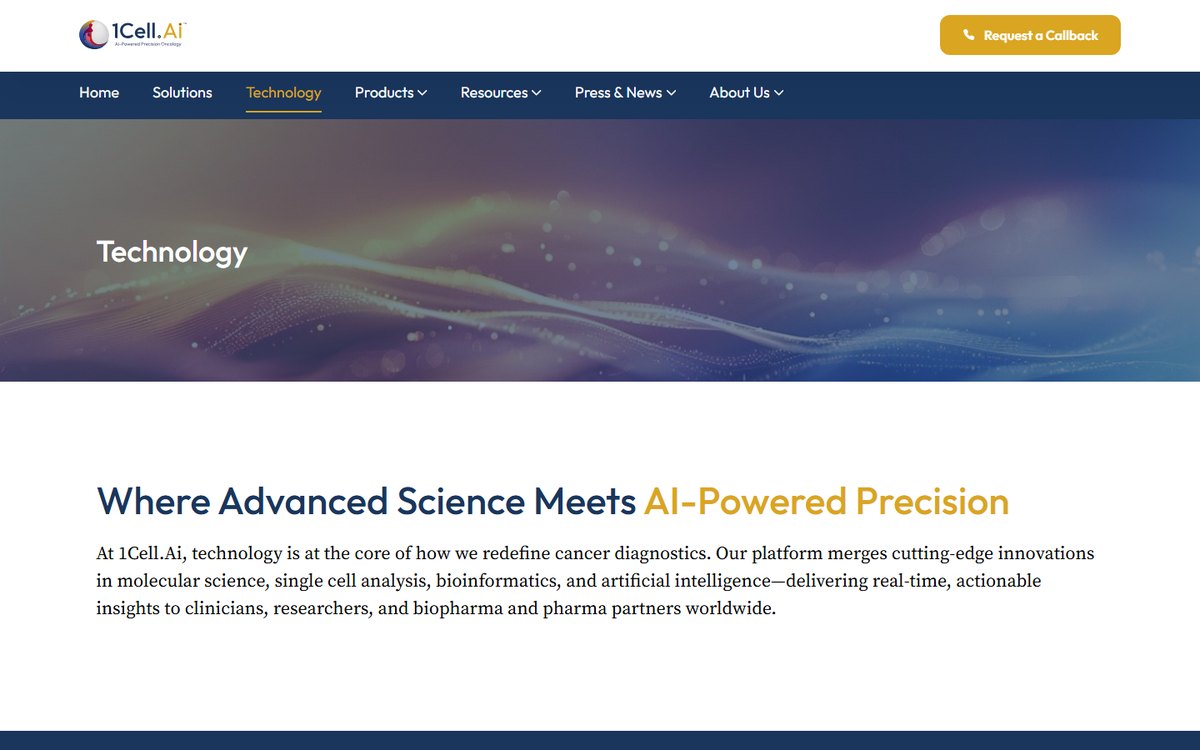 1Cell.Ai
AI-Powered Precision Oncology
Request a Callback
Home
Solutions
Technology
Products
Resources
Press & News
About Us
Technology
Where Advanced Science Meets AI-Powered Precision
At 1Cell.Ai, technology is at the core of how we redefine cancer diagnostics. Our platform merges cutting-edge innovations
in molecular science, single cell analysis, bioinformatics, and artificial intelligence—delivering real-time, actionable
insights to clinicians, researchers, and biopharma and pharma partners worldwide.